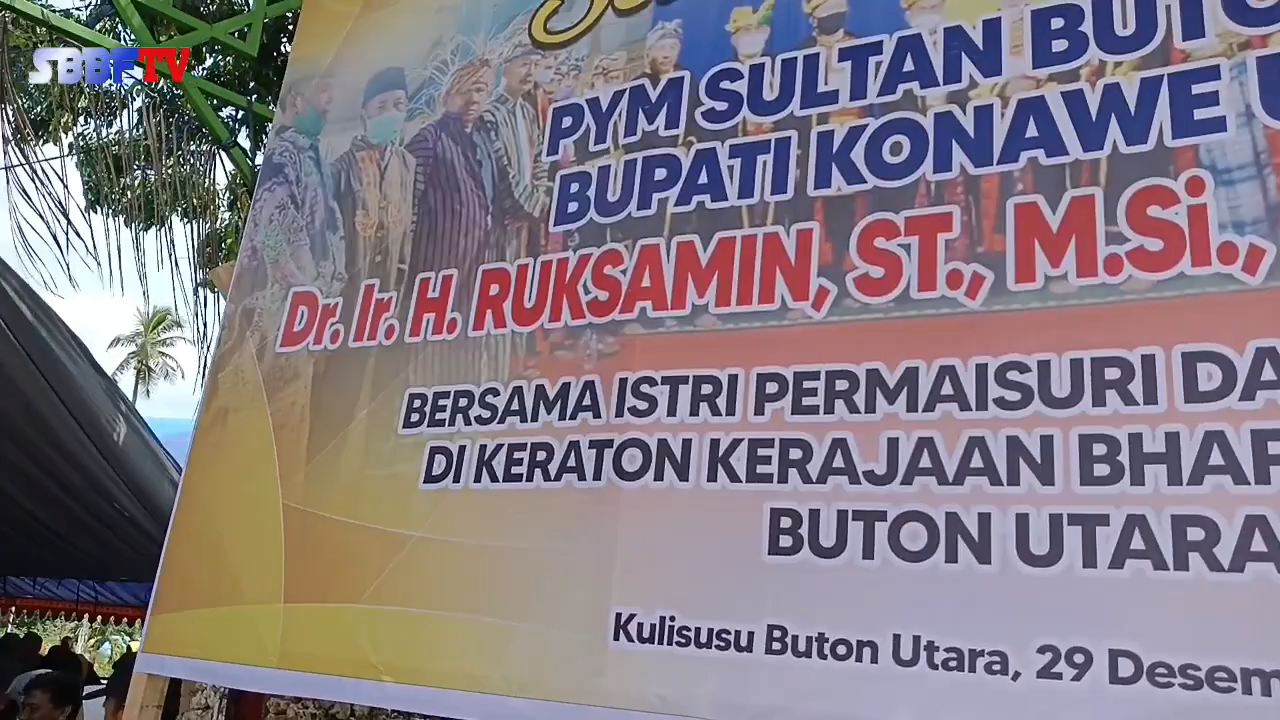 SBBFTV
PYM SULTAN BUTO
BUPATI KONAWE U
Dr. Ir. H. RUKSAMIN, ST., M.Si.,
BERSAMA ISTRI PERMAISURI DA
DI KERATON KERAJAAN BHAR
BUTON UTARA
Kulisusu Buton Utara, 29 Desem